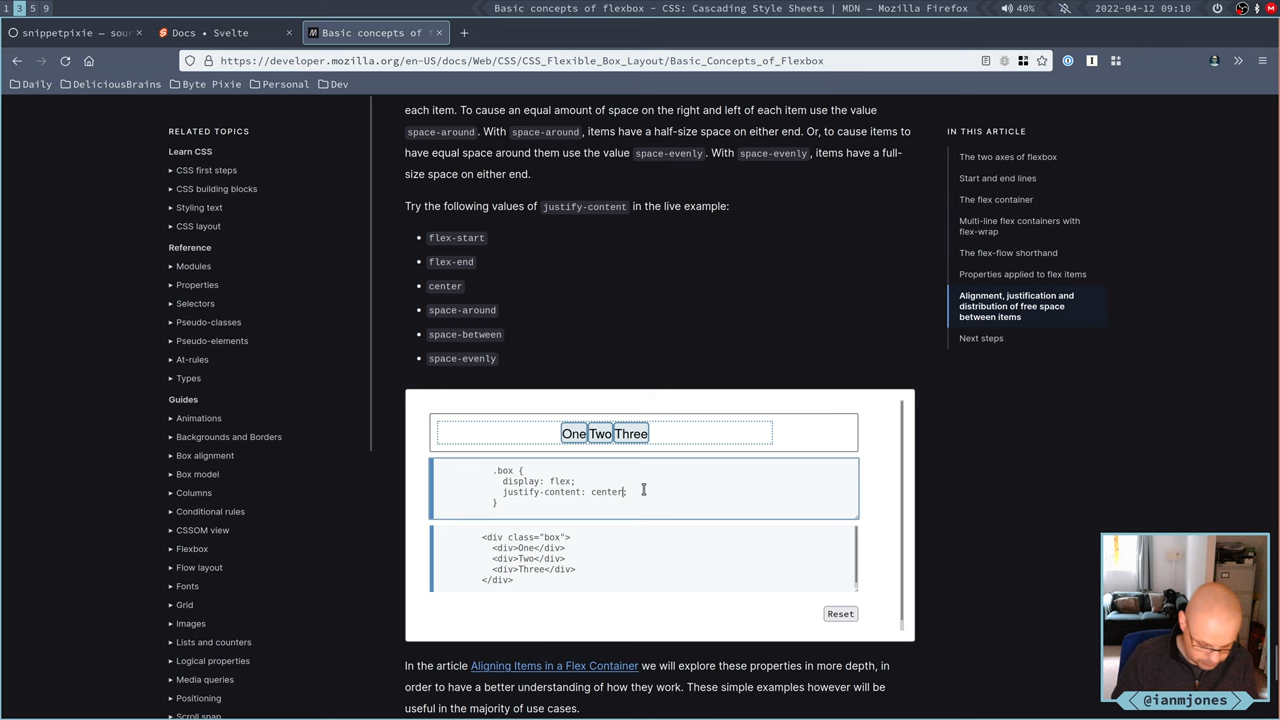 1 3 5 9
Basic concepts of flexbox - CSS: Cascading Style Sheets | MDN — Mozilla Firefox
40%
2022-04-12 09:10
snippetpixie — sour
Docs • Svelte
Basic concepts of f
https://developer.mozilla.org/en-US/docs/Web/CSS/CSS_Flexible_Box_Layout/Basic_Concepts_of_Flexbox
Daily
DeliciousBrains
Byte Pixie
Personal
Dev
RELATED TOPICS
Learn CSS
CSS first steps
CSS building blocks
Styling text
CSS layout
Reference
Modules
Properties
Selectors
Pseudo-classes
Pseudo-elements
At-rules
Types
Guides
Animations
Backgrounds and Borders
Box alignment
Box model
Columns
Conditional rules
CSSOM view
Flexbox
Flow layout
Fonts
Grid
Images
Lists and counters
Logical properties
Media queries
Positioning
Scroll snap
each item. To cause an equal amount of space on the right and left of each item use the value
space-around. With space-around, items have a half-size space on either end. Or, to cause items to
have equal space around them use the value space-evenly. With space-evenly, items have a full-
size space on either end.
Try the following values of justify-content in the live example:
flex-start
flex-end
center
space-around
space-between
space-evenly
One Two Three
.box {
display: flex;
justify-content: center;
}
<div class="box">
<div>One</div>
<div>Two</div>
<div>Three</div>
</div>
Reset
In the article Aligning Items in a Flex Container we will explore these properties in more depth, in
order to have a better understanding of how they work. These simple examples however will be
useful in the majority of use cases.
IN THIS ARTICLE
The two axes of flexbox
Start and end lines
The flex container
Multi-line flex containers with
flex-wrap
The flex-flow shorthand
Properties applied to flex items
Alignment, justification and
distribution of free space
between items
Next steps
@ianmjones